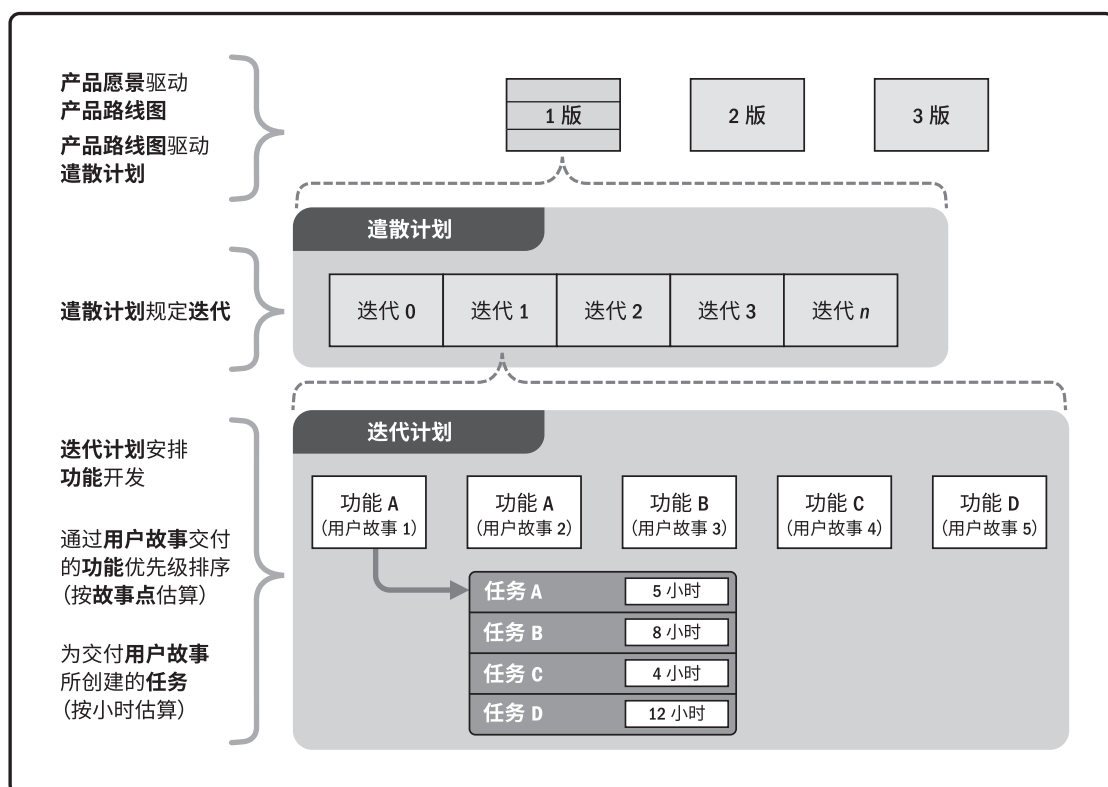 产品愿景驱动
产品路线图
产品路线图驱动
遣散计划
1 版
2 版
3 版
遣散计划
遣散计划规定迭代
迭代 0
迭代 1
迭代 2
迭代 3
迭代 n
迭代计划
迭代计划安排
功能开发
功能 A
(用户故事 1)
功能 A
(用户故事 2)
功能 B
(用户故事 3)
功能 C
(用户故事 4)
功能 D
(用户故事 5)
通过用户故事交付
的功能优先级排序
（按故事点估算）
任务 A
5 小时
任务 B
8 小时
任务 C
4 小时
任务 D
12 小时
为交付用户故事
所创建的任务
（按小时估算）